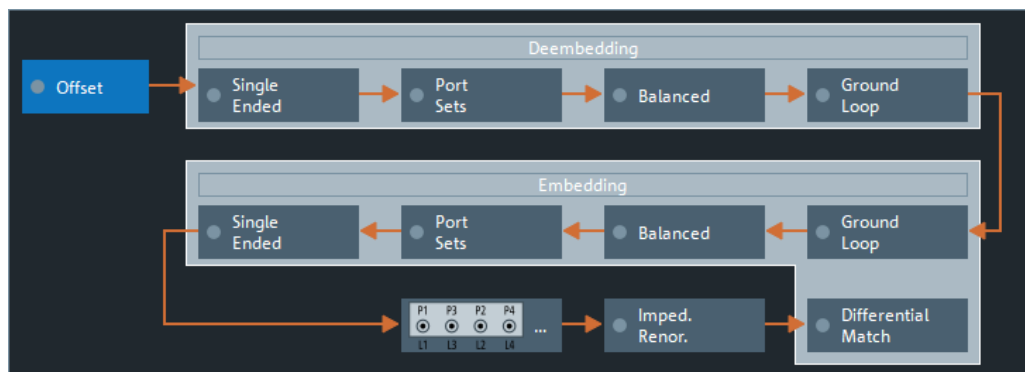 Deembedding
Offset
Single
Ended
Port
Sets
Balanced
Ground
Loop
Embedding
Single
Ended
Port
Sets
Balanced
Ground
Loop
P1 P3 P2 P4
...
L1 L3 L2 L4
Imped.
Renor.
Differential
Match